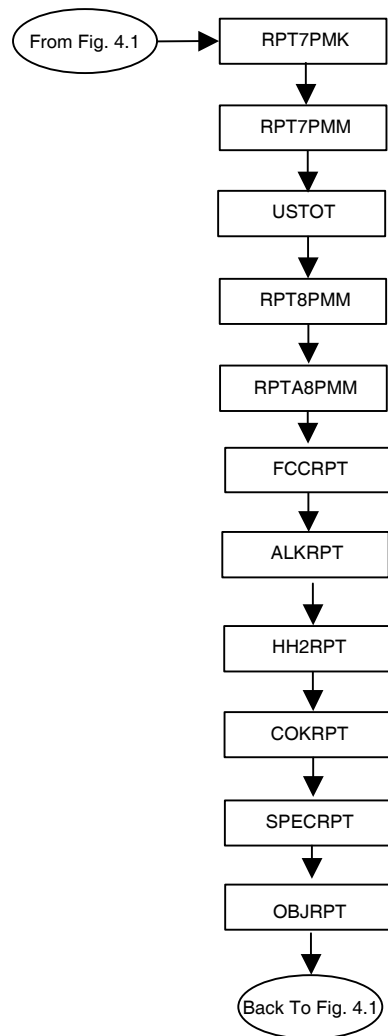 From Fig. 4.1
RPT7PMK
RPT7PMM
USTOT
RPT8PMM
RPTA8PMM
FCCRPT
ALKRPT
HH2RPT
COKRPT
SPECRPT
OBJRPT
Back To Fig. 4.1